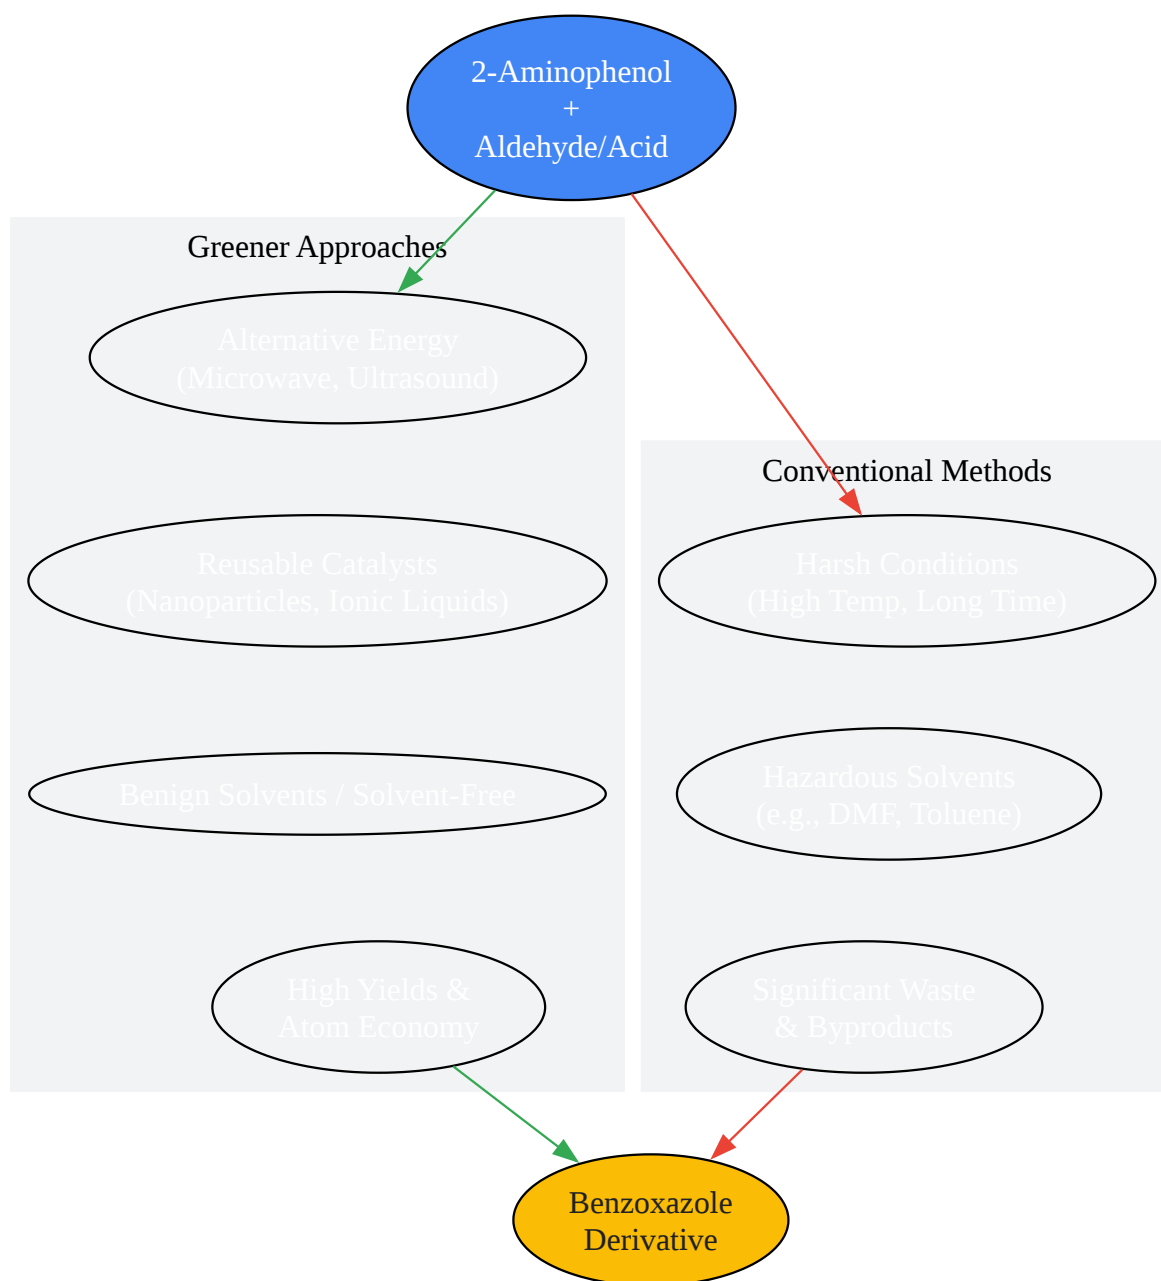 2-Aminophenol
+
Aldehyde/Acid
Greener Approaches
Alternative Energy
(Microwave, Ultrasound)
Reusable Catalysts
(Nanoparticles, Ionic Liquids)
Benign Solvents / Solvent-Free
High Yields &
Atom Economy
Conventional Methods
Harsh Conditions
(High Temp, Long Time)
Hazardous Solvents
(e.g., DMF, Toluene)
Significant Waste
& Byproducts
Benzoxazole
Derivative